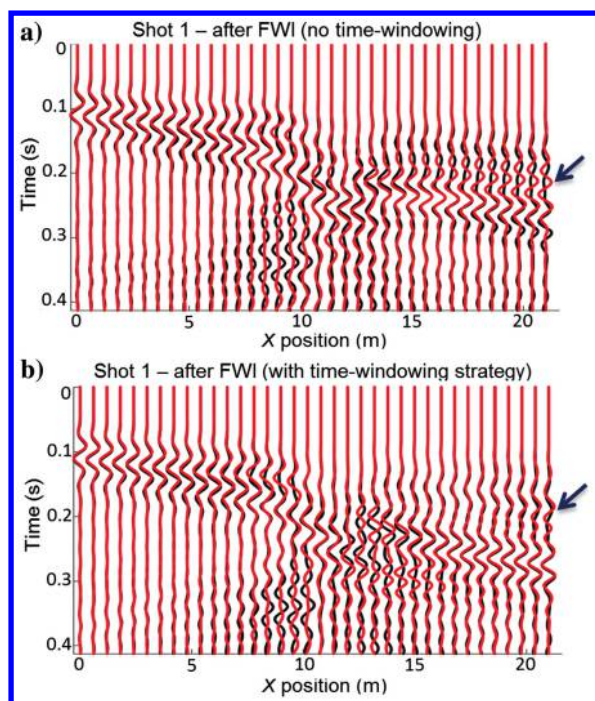 a)
Shot 1 – after FWI (no time-windowing)
0
0.1
0.2
0.3
0.4
Time (s)
0 5 10 15 20
X position (m)
b)
Shot 1 – after FWI (with time-windowing strategy)
0
0.1
0.2
0.3
0.4
Time (s)
0 5 10 15 20
X position (m)